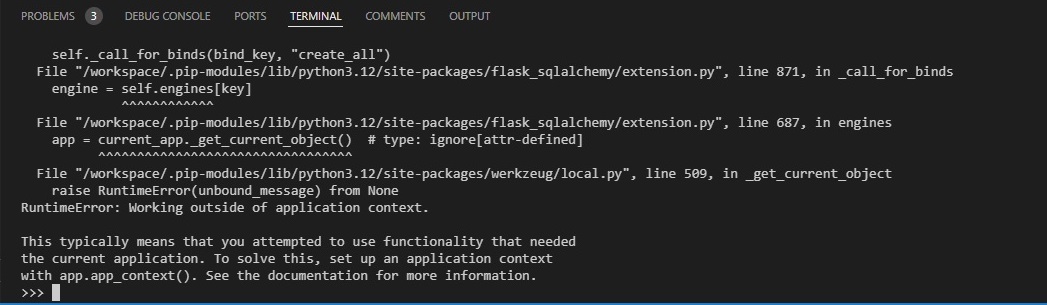 PROBLEMS 3 DEBUG CONSOLE PORTS TERMINAL COMMENTS OUTPUT
self._call_for_binds(bind_key, "create_all")
File "/workspace/.pip-modules/lib/python3.12/site-packages/flask_sqlalchemy/extension.py", line 871, in _call_for_binds
engine = self.engines[key]
^^^^^^^^^^^^
File "/workspace/.pip-modules/lib/python3.12/site-packages/flask_sqlalchemy/extension.py", line 687, in engines
app = current_app._get_current_object()  # type: ignore[attr-defined]
^^^^^^^^^^^^^^^^^^^^^^^^^^^^^^^^^
File "/workspace/.pip-modules/lib/python3.12/site-packages/werkzeug/local.py", line 509, in _get_current_object
raise RuntimeError(unbound_message) from None
RuntimeError: Working outside of application context.
This typically means that you attempted to use functionality that needed
the current application. To solve this, set up an application context
with app.app_context(). See the documentation for more information.
>>>